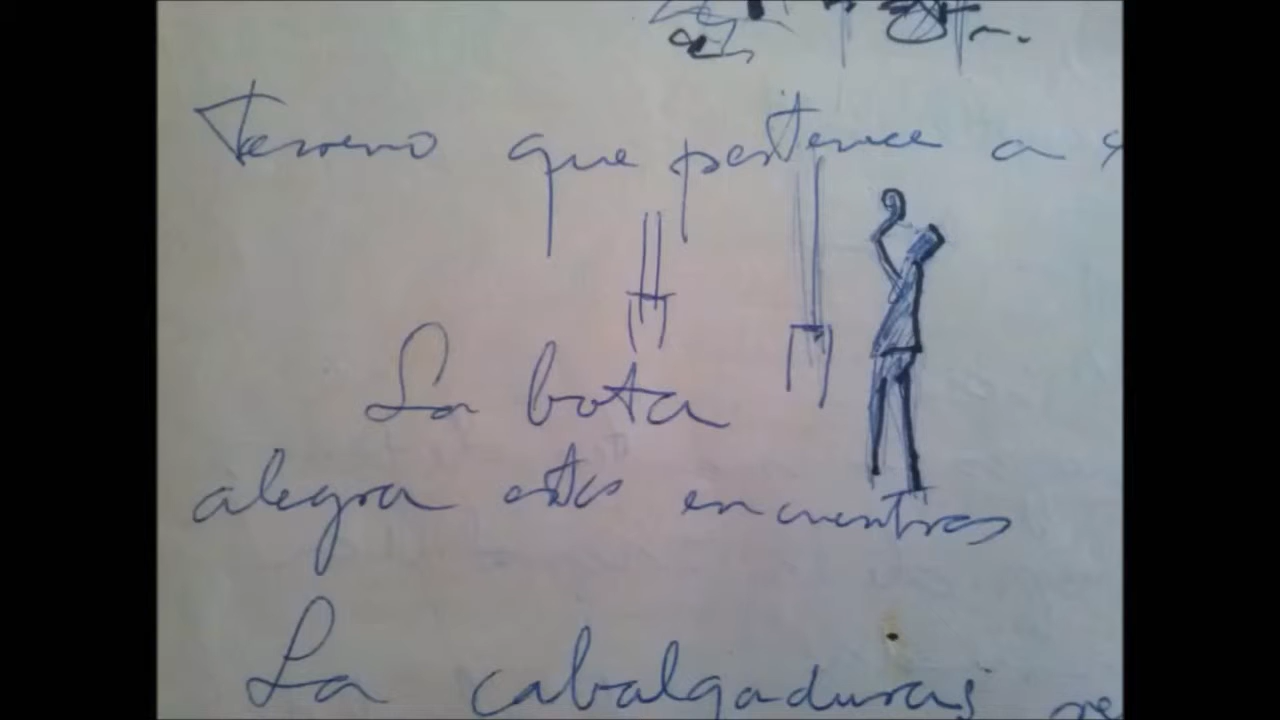 Terreno que pertenece a
La bota
alegra estos encuentros
La cabalgaduras